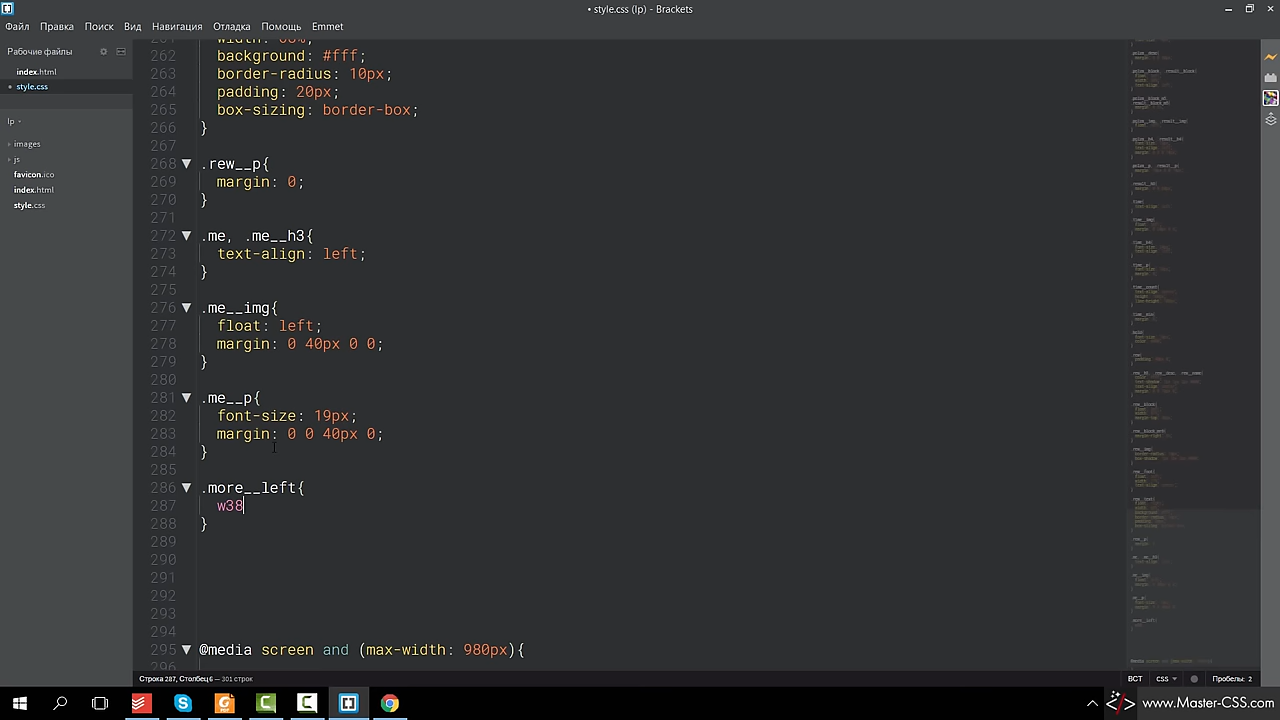 • style.css (lp) - Brackets
Файл Правка Поиск Вид Навигация Отладка Помощь Emmet
Рабочие файлы
index.html
• style.css
lp
images
js
favicon.ico
index.html
style.css
262 background: #fff;
263 border-radius: 10px;
264 padding: 20px;
265 box-sizing: border-box;
266 }
267
268 .rew__p{
269 margin: 0;
270 }
271
272 .me, .me__h3{
273 text-align: left;
274 }
275
276 .me__img{
277 float: left;
278 margin: 0 40px 0 0;
279 }
280
281 .me__p{
282 font-size: 19px;
283 margin: 0 0 40px 0;
284 }
285
286 .more__left{
287 w38
288 }
289
290
291
292
293
294
295 @media screen and (max-width: 980px){
296
Строка 287, Столбец 6 — 301 строк
ВСТ CSS Пробелы: 2
www.Master-CSS.com